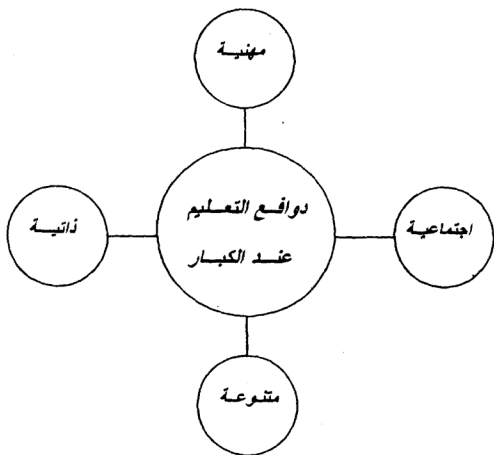 مهنية
دوافع التعليم
عند الكبار
اجتماعية
ذاتية
متنوعة